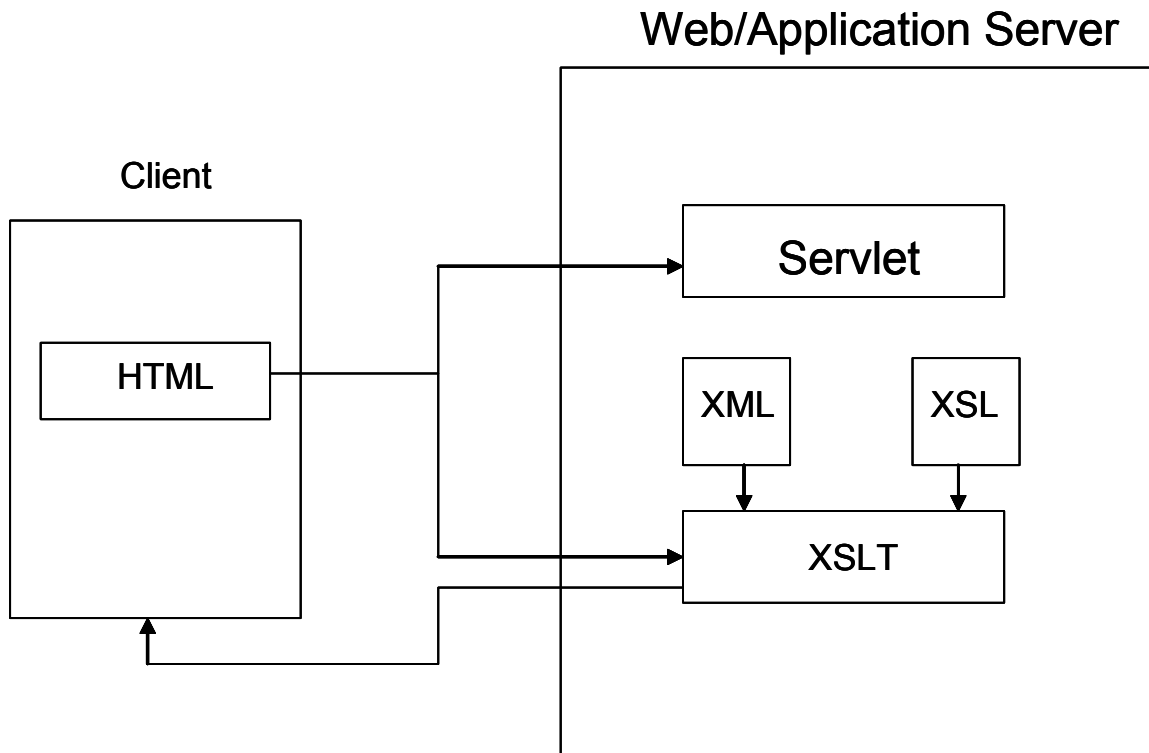 Web/Application Server
Client
Servlet
HTML
XML
XSL
XSLT